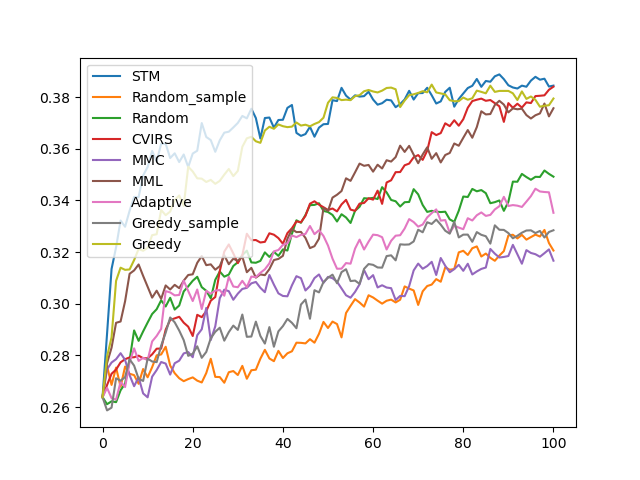 STM
Random_sample
Random
CVIRS
MMC
MML
Adaptive
Greedy_sample
Greedy
0.38
0.36
0.34
0.32
0.30
0.28
0.26
0 20 40 60 80 100